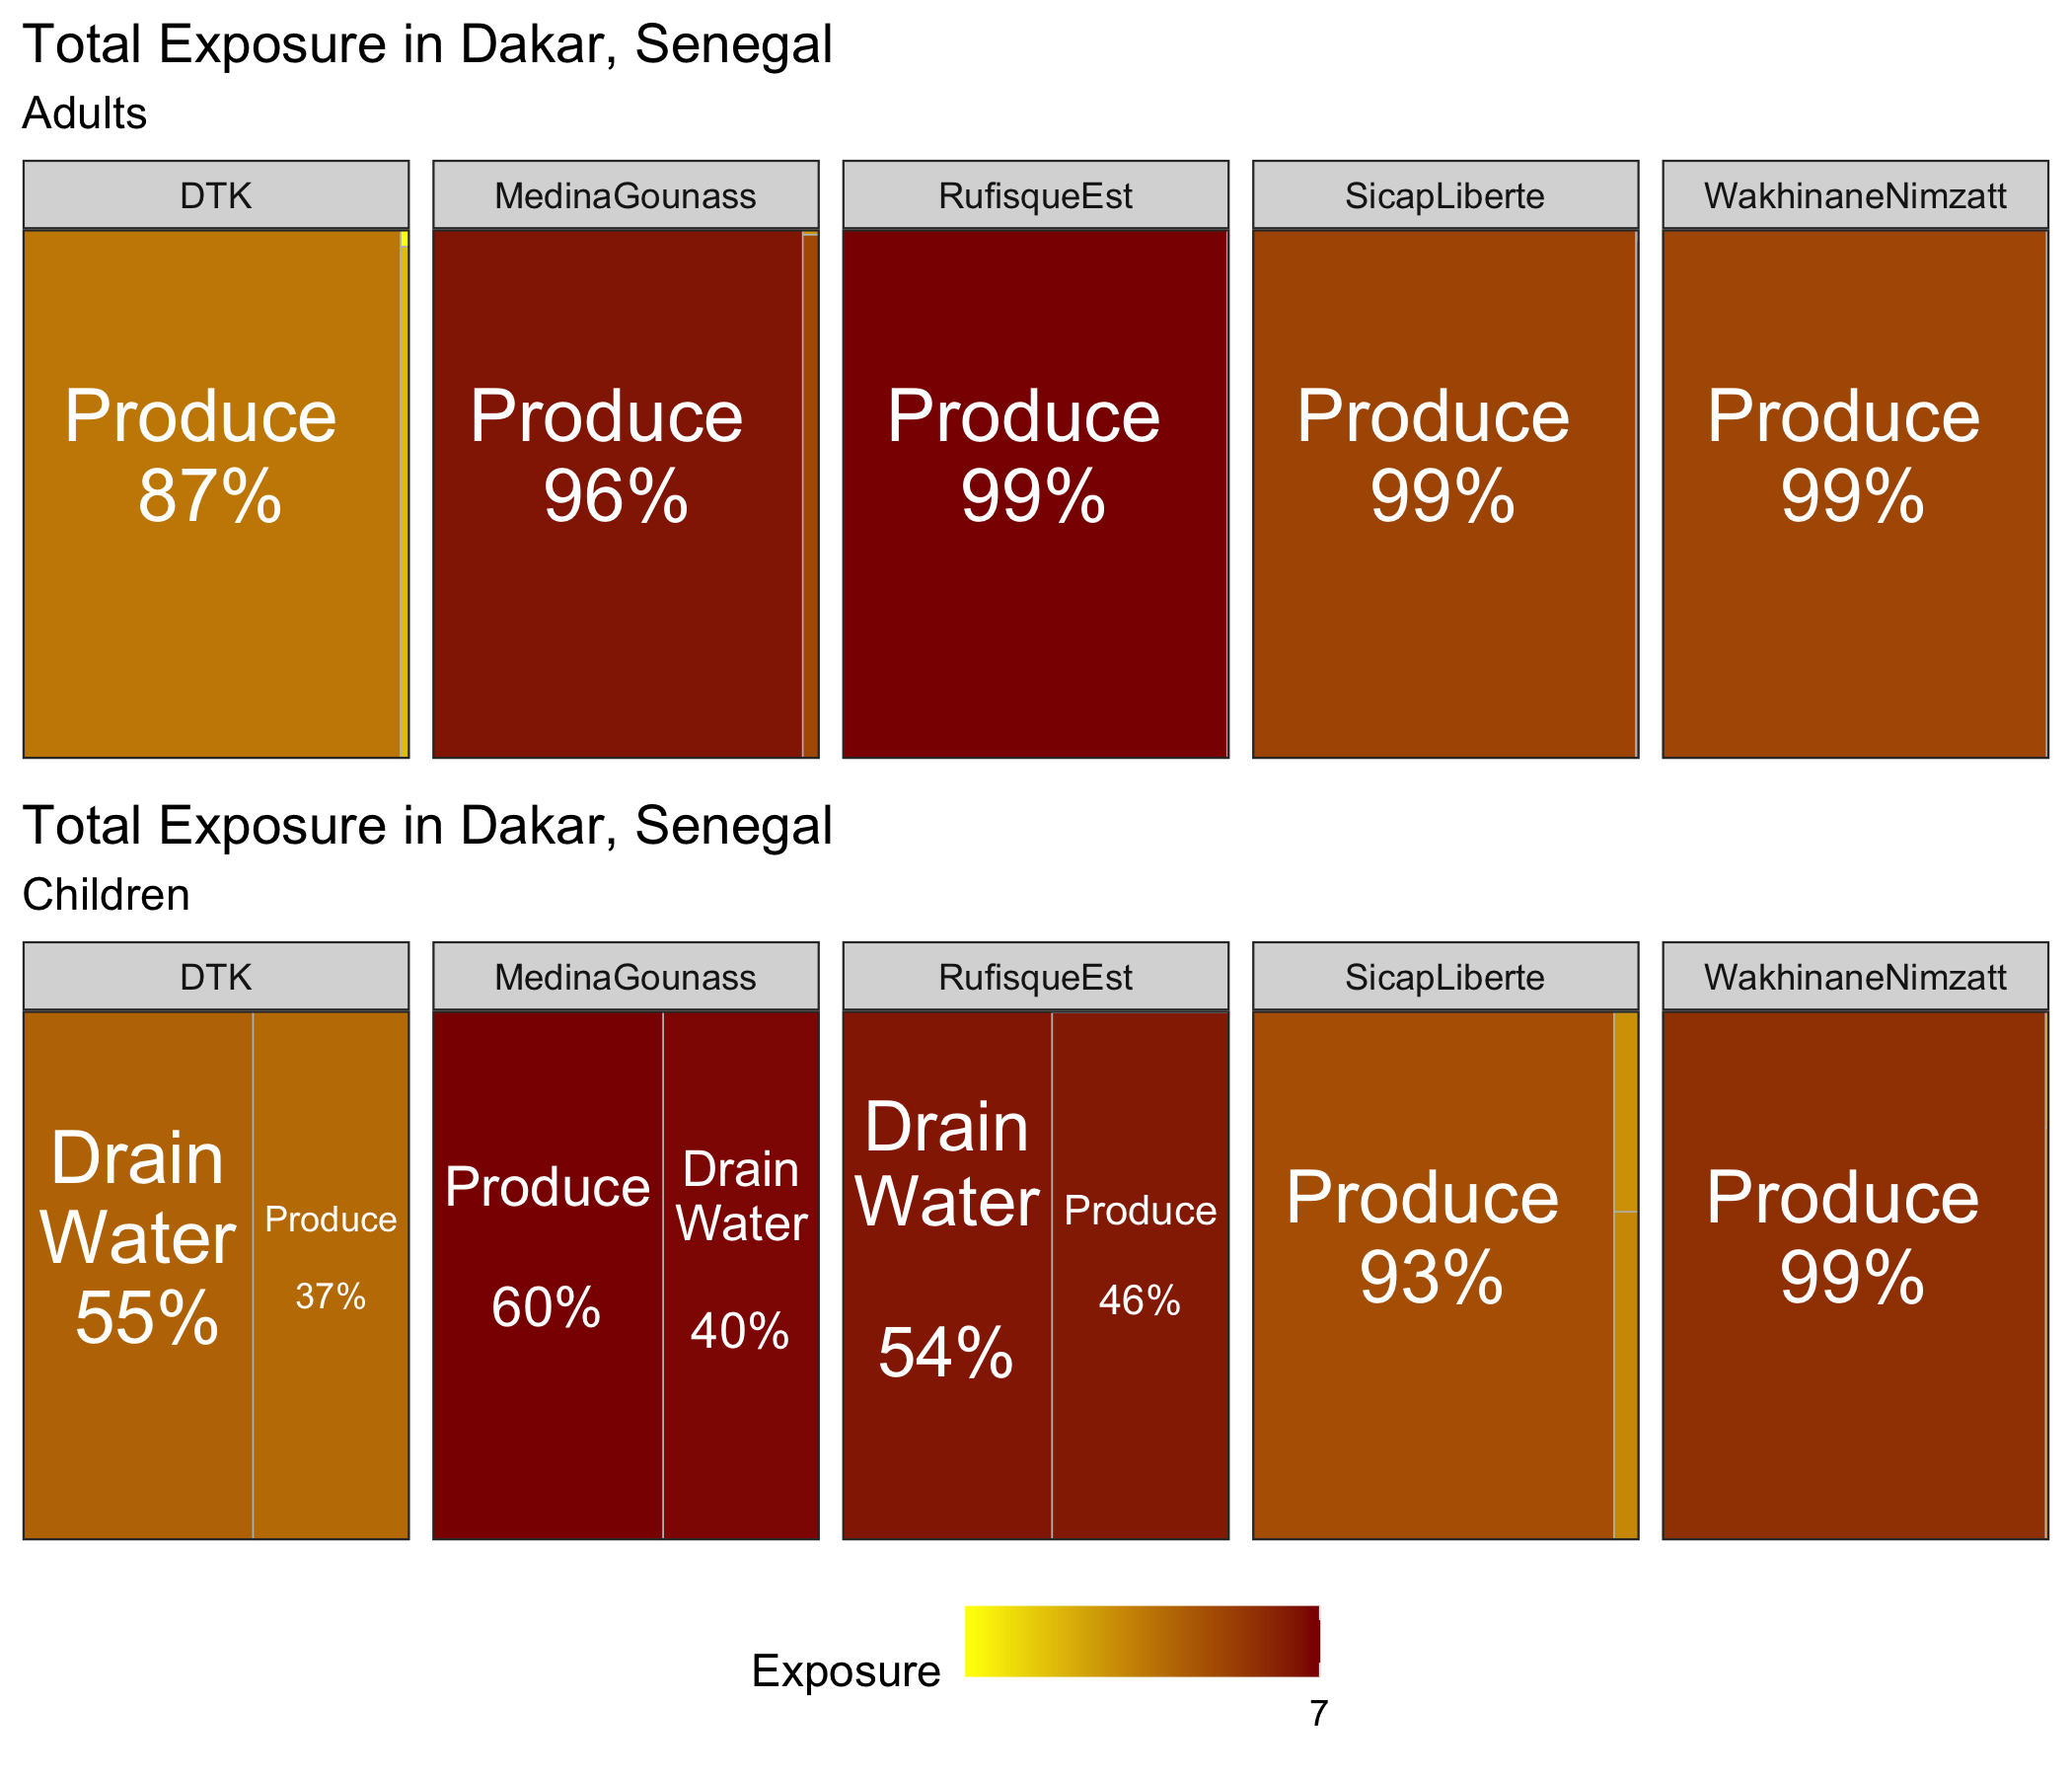 Total Exposure in Dakar, Senegal
Adults
DTK
MedinaGounass
RufisqueEst
SicapLiberte
WakhinaneNimzatt
Produce
87%
Produce
96%
Produce
99%
Produce
99%
Produce
99%
Total Exposure in Dakar, Senegal
Children
DTK
MedinaGounass
RufisqueEst
SicapLiberte
WakhinaneNimzatt
Drain
Water
55%
Produce
37%
Produce
60%
Drain
Water
40%
Drain
Water
54%
Produce
46%
Produce
93%
Produce
99%
Exposure
7